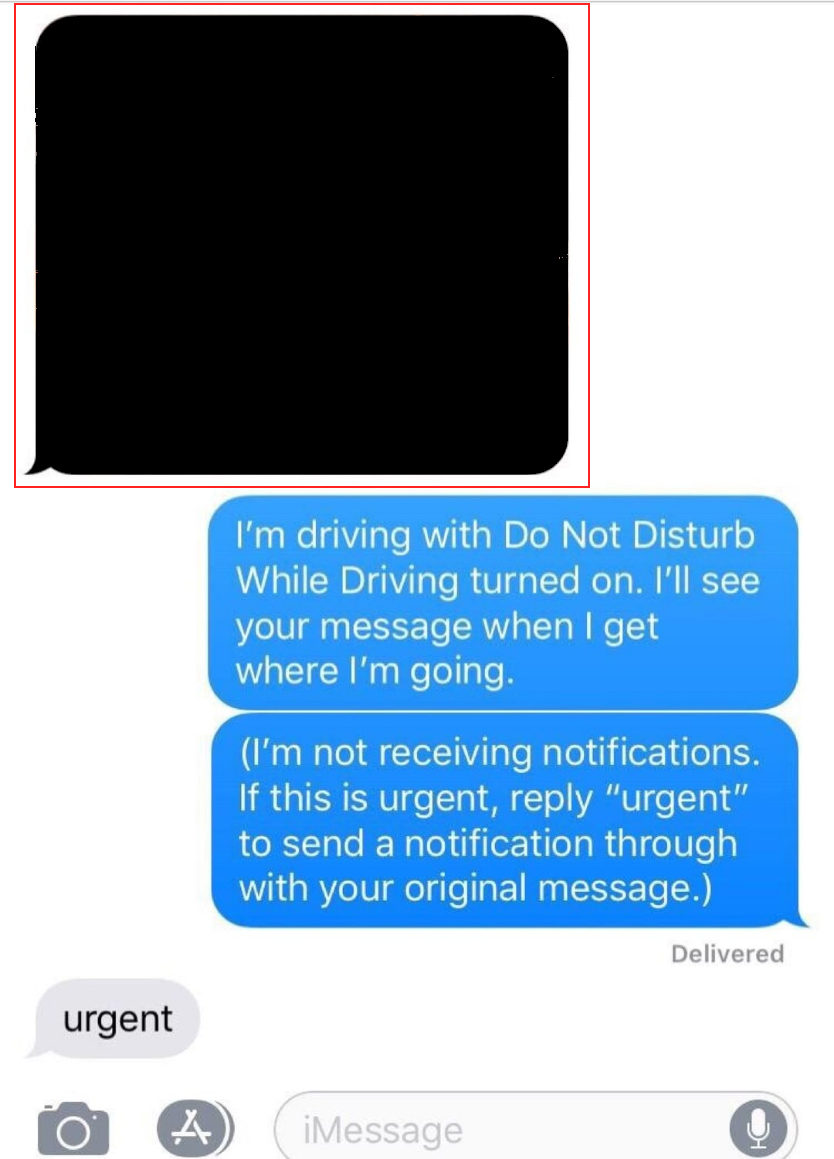 I’m driving with Do Not Disturb
While Driving turned on. I’ll see
your message when I get
where I’m going.
(I’m not receiving notifications.
If this is urgent, reply “urgent”
to send a notification through
with your original message.)
Delivered
urgent
iMessage